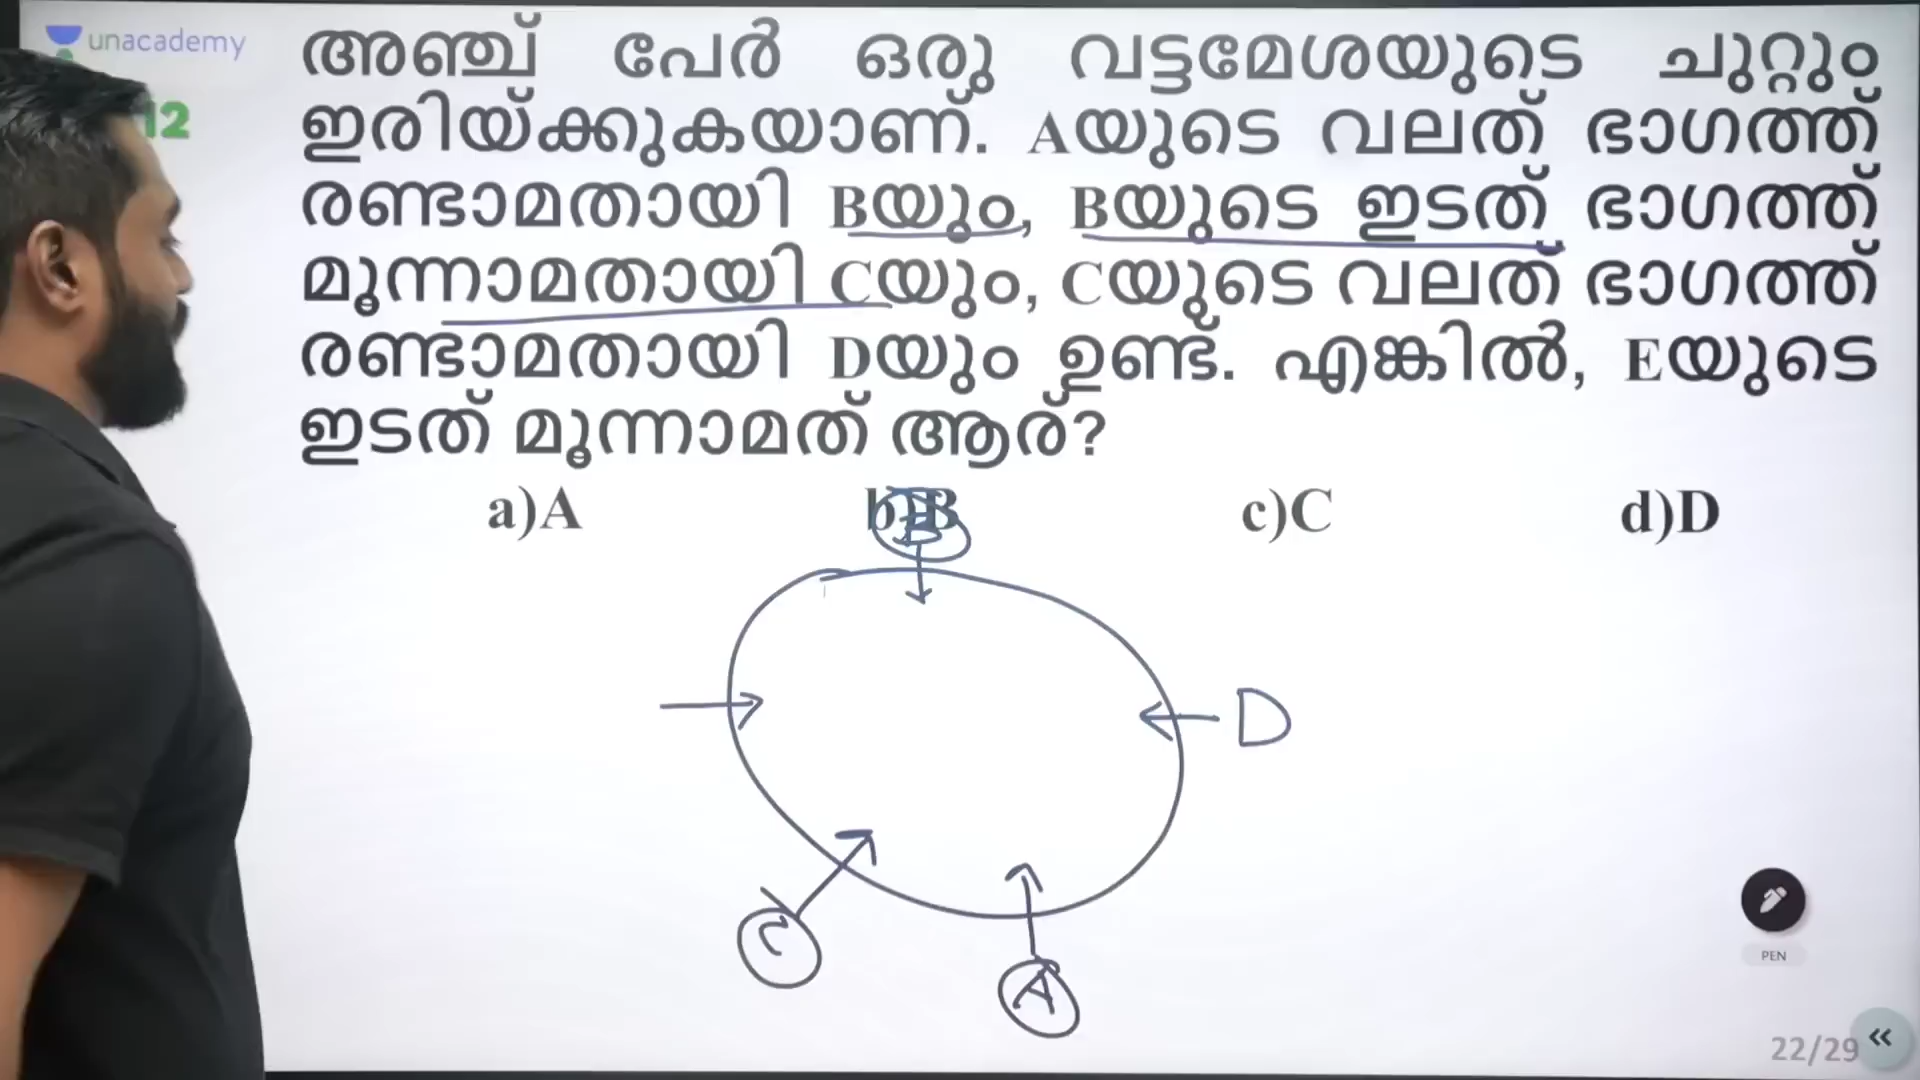 unacademy
12
അഞ്ച് പേർ ഒരു വട്ടമേശയുടെ ചുറ്റും
ഇരിയ്ക്കുകയാണ്. Aയുടെ വലത് ഭാഗത്ത്
രണ്ടാമതായി Bയും, Bയുടെ ഇടത് ഭാഗത്ത്
മൂന്നാമതായി Cയും, Cയുടെ വലത് ഭാഗത്ത്
രണ്ടാമതായി Dയും ഉണ്ട്. എങ്കിൽ, Eയുടെ
ഇടത് മൂന്നാമത് ആര്?
a)A b)B c)C d)D
B
D
C
A
PEN
22/29
«